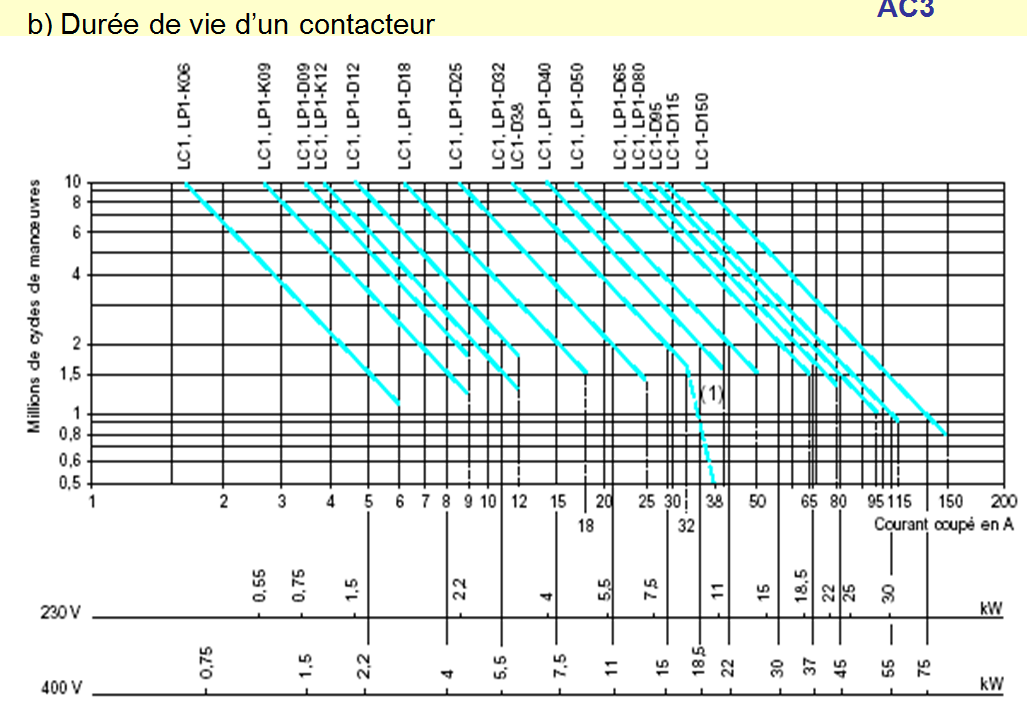 AC3
b) Durée de vie d'un contacteur
LC1, LP1-K06
LC1, LP1-K09
LC1, LP1-D09
LC1, LP1-K12
LC1, LP1-D12
LC1, LP1-D18
LC1, LP1-D25
LC1, LP1-D32
LC1-D38
LC1, LP1-D40
LC1, LP1-D50
LC1, LP1-D65
LC1, LP1-D80
LC1-D95
LC1-D115
LC1-D150
Millions de cycles de manœuvres
10
8
6
4
2
1,5
1
0,8
0,6
0,5
(1)
1 2 3 4 5 6 7 8 9 10 12 15 20 25 30 38 50 65 80 95 115 150 200
18 32
Courant coupé en A
230 V 0,55 0,75 1,5 2,2 4 5,5 7,5 11 15 18,5 22 25 30 kW
400 V 0,75 1,5 2,2 4 5,5 7,5 11 15 18,5 22 30 37 45 55 75 kW